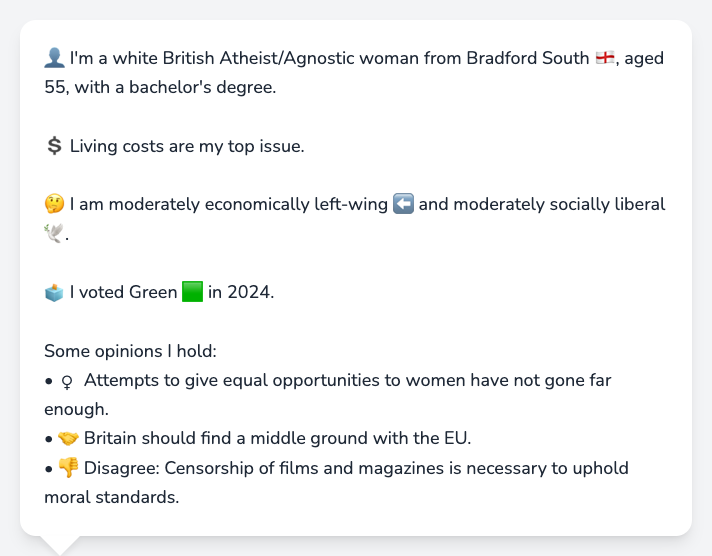 👤 I'm a white British Atheist/Agnostic woman from Bradford South 🏴󠁧󠁢󠁥󠁮󠁧󠁿, aged
55, with a bachelor's degree.
💲 Living costs are my top issue.
🤔 I am moderately economically left-wing ⬅️ and moderately socially liberal
🕊️.
🗳️ I voted Green 🟩 in 2024.
Some opinions I hold:
• ♀ Attempts to give equal opportunities to women have not gone far
enough.
• 🤝 Britain should find a middle ground with the EU.
• 👎 Disagree: Censorship of films and magazines is necessary to uphold
moral standards.